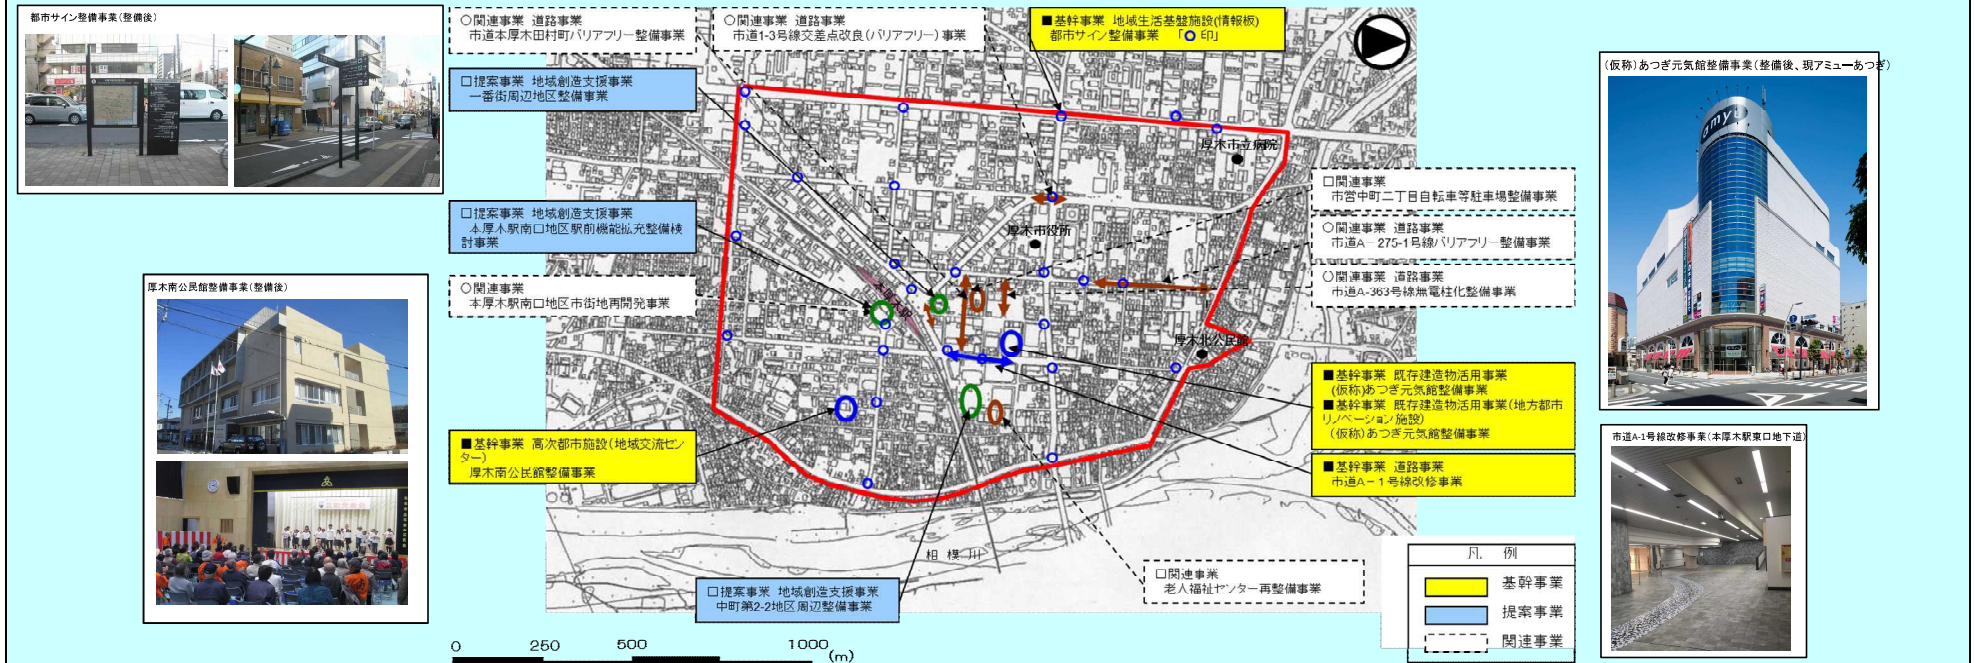 都市サイン整備事業(整備後)
厚木南公民館整備事業(整備後)
○関連事業 道路事業
市道本厚木田村町バリアフリー整備事業
○関連事業 道路事業
市道1-3号線交差点改良(バリアフリー)事業
■基幹事業 地域生活基盤施設(情報板)
都市サイン整備事業 「○印」
□提案事業 地域創造支援事業
一番街周辺地区整備事業
□提案事業 地域創造支援事業
本厚木駅南口地区駅前機能拡充整備検
討事業
○関連事業
本厚木駅南口地区市街地再開発事業
■基幹事業 高次都市施設(地域交流セン
ター)
厚木南公民館整備事業
□提案事業 地域創造支援事業
中町第2-2地区周辺整備事業
□関連事業
老人福祉センター再整備事業
厚木市立病院
厚木市役所
本厚木駅
厚木北公民館
相模川
□関連事業
市営中町二丁目自転車等駐車場整備事業
○関連事業 道路事業
市道A-275-1号線バリアフリー整備事業
○関連事業 道路事業
市道A-363号線無電柱化整備事業
■基幹事業 既存建造物活用事業
(仮称)あつぎ元気館整備事業
■基幹事業 既存建造物活用事業(地方都市
リノベーション施設)
(仮称)あつぎ元気館整備事業
■基幹事業 道路事業
市道A-1号線改修事業
凡 例
基幹事業
提案事業
関連事業
0 250 500 1000(m)
(仮称)あつぎ元気館整備事業(整備後、現アミューあつぎ)
amyu
市道A-1号線改修事業(本厚木駅東口地下道)